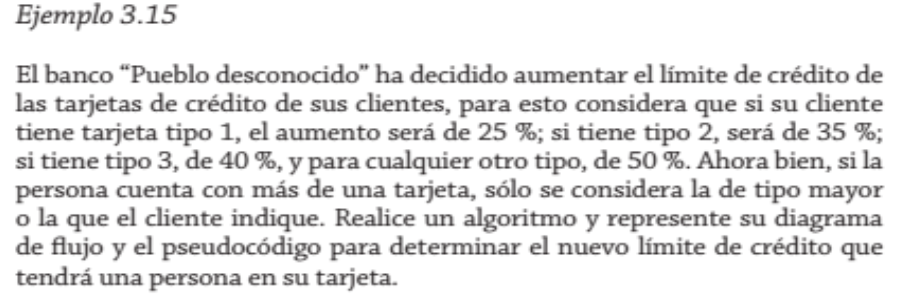 Ejemplo 3.15
El banco “Pueblo desconocido” ha decidido aumentar el límite de crédito de
las tarjetas de crédito de sus clientes, para esto considera que si su cliente
tiene tarjeta tipo 1, el aumento será de 25 %; si tiene tipo 2, será de 35 %;
si tiene tipo 3, de 40 %, y para cualquier otro tipo, de 50 %. Ahora bien, si la
persona cuenta con más de una tarjeta, sólo se considera la de tipo mayor
o la que el cliente indique. Realice un algoritmo y represente su diagrama
de flujo y el pseudocódigo para determinar el nuevo límite de crédito que
tendrá una persona en su tarjeta.